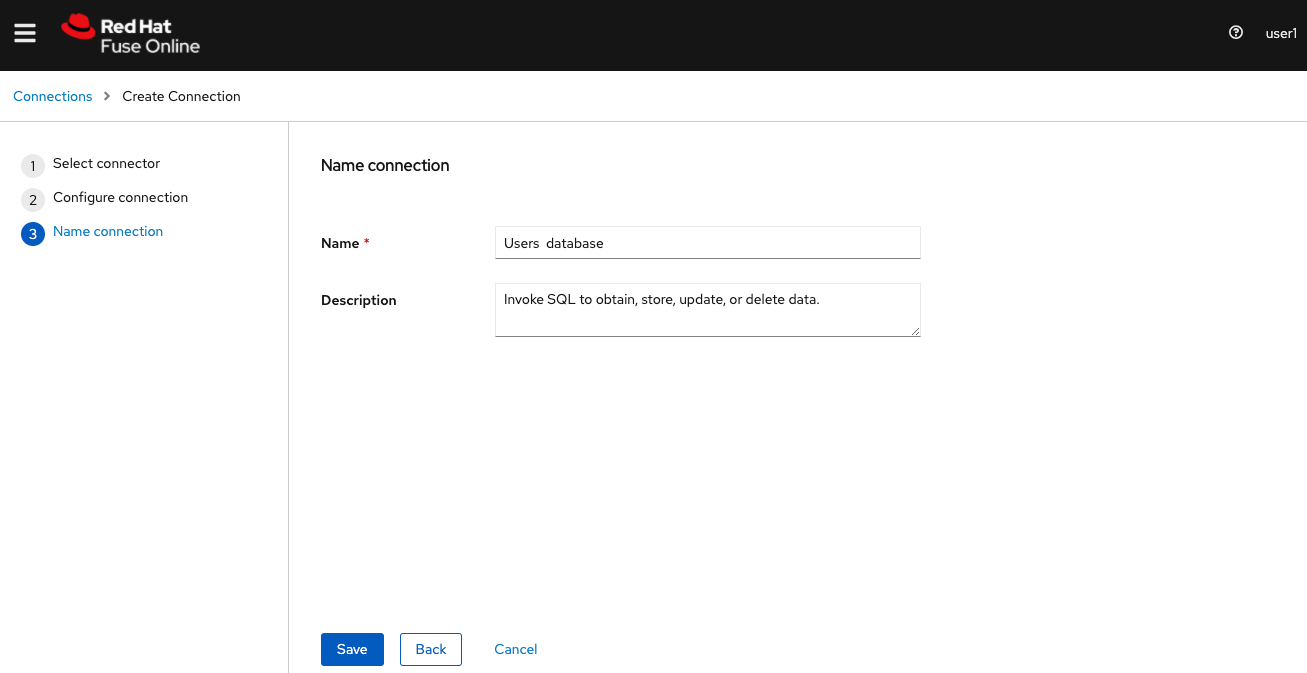 Red Hat
Fuse Online
user1
Connections > Create Connection
1 Select connector
2 Configure connection
3 Name connection
Name connection
Name *
Users  database
Description
Invoke SQL to obtain, store, update, or delete data.
Save Back Cancel